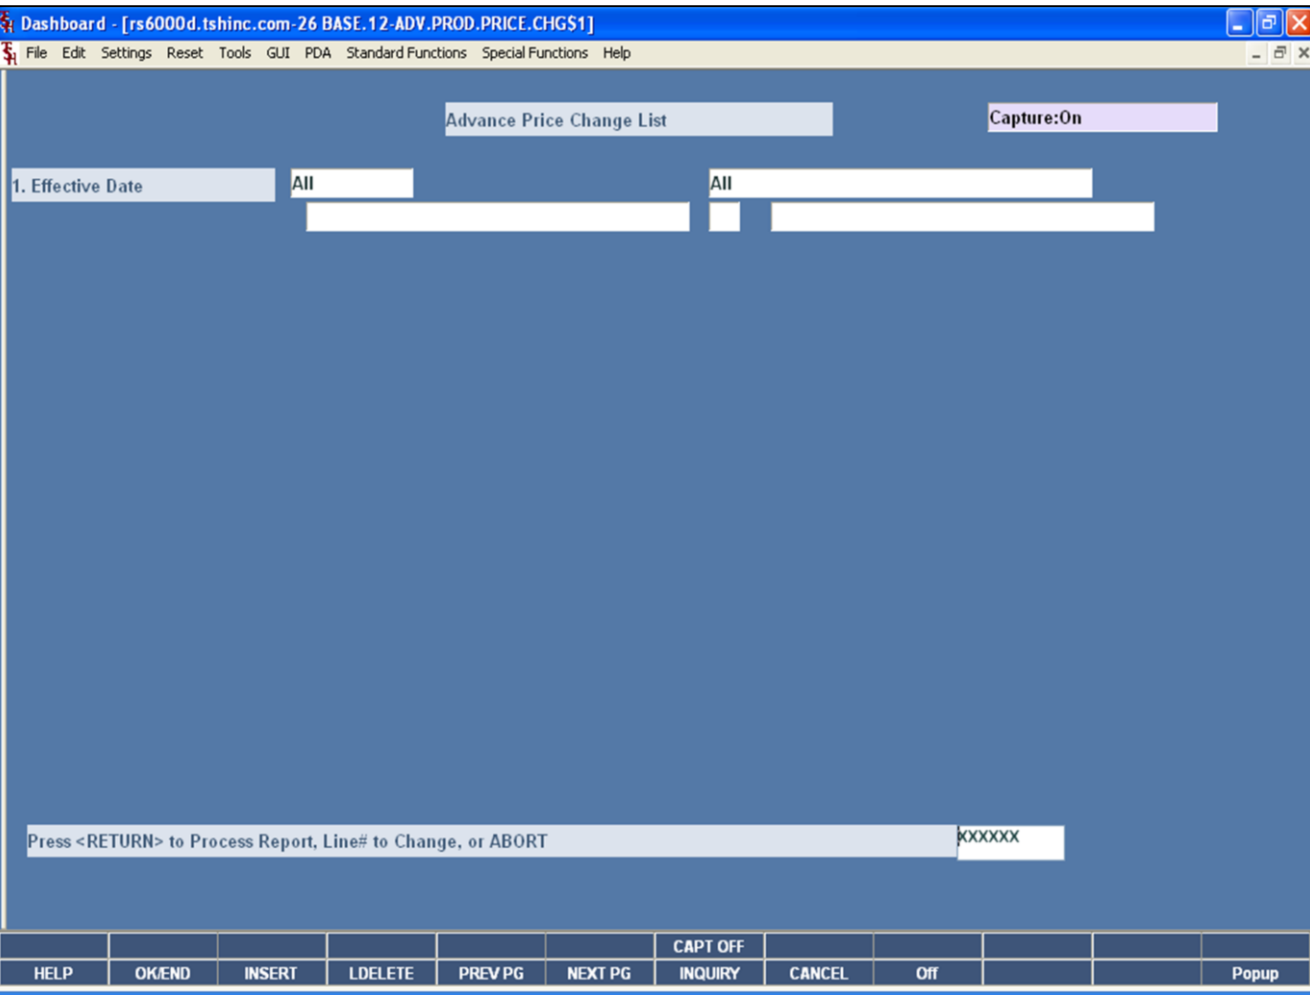 Dashboard - [rs6000d.tshinc.com-26 BASE.12-ADV.PROD.PRICE.CHG$1]
File Edit Settings Reset Tools GUI PDA Standard Functions Special Functions Help
Advance Price Change List Capture:On
1. Effective Date All All
Press <RETURN> to Process Report, Line# to Change, or ABORT XXXXXX
CAPT OFF
HELP OK/END INSERT LDELETE PREV PG NEXT PG INQUIRY CANCEL Off Popup